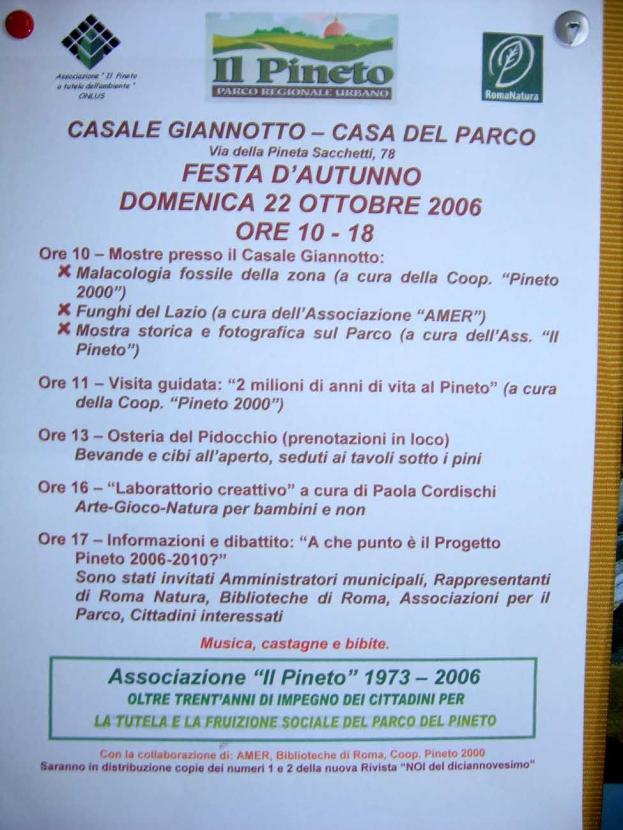 Associazione "Il Pineto
a tutela dell'ambiente"
ONLUS
Il Pineto
PARCO REGIONALE URBANO
RomaNatura
CASALE GIANNOTTO – CASA DEL PARCO
Via della Pineta Sacchetti, 78
FESTA D'AUTUNNO
DOMENICA 22 OTTOBRE 2006
ORE 10 - 18
Ore 10 – Mostre presso il Casale Giannotto:
Malacologia fossile della zona (a cura della Coop. "Pineto
2000")
Funghi del Lazio (a cura dell'Associazione "AMER")
Mostra storica e fotografica sul Parco (a cura dell'Ass. "Il
Pineto")
Ore 11 – Visita guidata: "2 milioni di anni di vita al Pineto" (a cura
della Coop. "Pineto 2000")
Ore 13 – Osteria del Pidocchio (prenotazioni in loco)
Bevande e cibi all'aperto, seduti ai tavoli sotto i pini
Ore 16 – "Laborattorio creattivo" a cura di Paola Cordischi
Arte-Gioco-Natura per bambini e non
Ore 17 – Informazioni e dibattito: "A che punto è il Progetto
Pineto 2006-2010?"
Sono stati invitati Amministratori municipali, Rappresentanti
di Roma Natura, Biblioteche di Roma, Associazioni per il
Parco, Cittadini interessati
Musica, castagne e bibite.
Associazione "Il Pineto" 1973 – 2006
OLTRE TRENT'ANNI DI IMPEGNO DEI CITTADINI PER
LA TUTELA E LA FRUIZIONE SOCIALE DEL PARCO DEL PINETO
Con la collaborazione di: AMER, Biblioteche di Roma, Coop. Pineto 2000
Saranno in distribuzione copie dei numeri 1 e 2 della nuova Rivista "NOI del diciannovesimo"